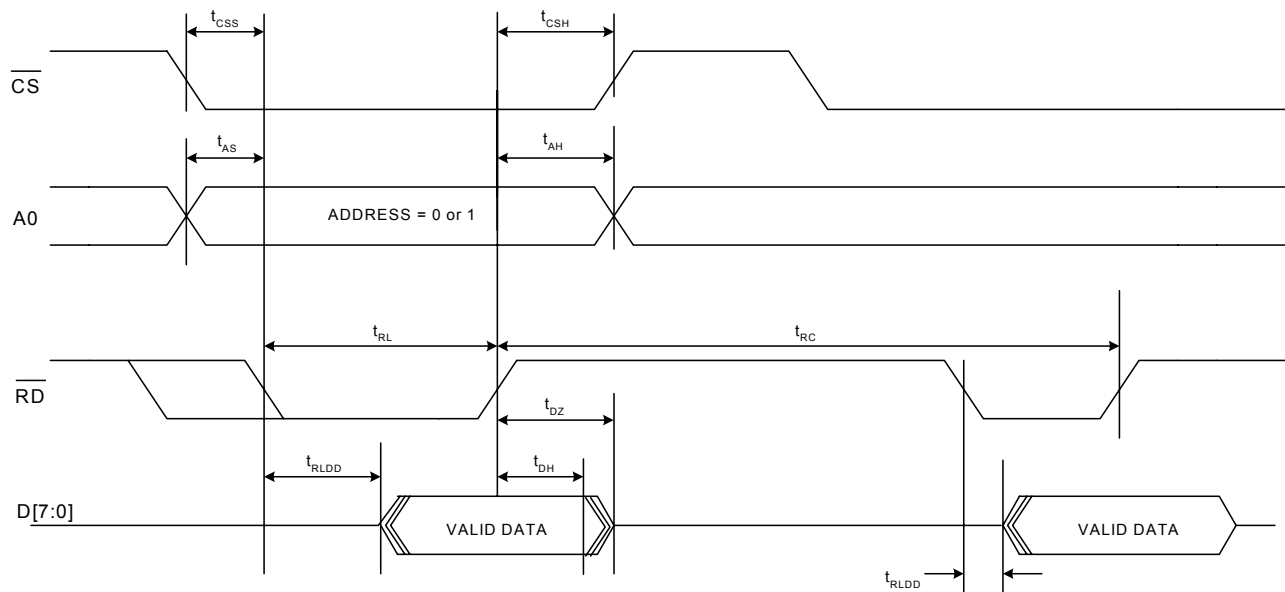 tCSS
tCSH
CS
tAS
tAH
A0
ADDRESS = 0 or 1
tRL
tRC
RD
tDZ
tRLDD
tDH
D[7:0]
VALID DATA
VALID DATA
tRLDD